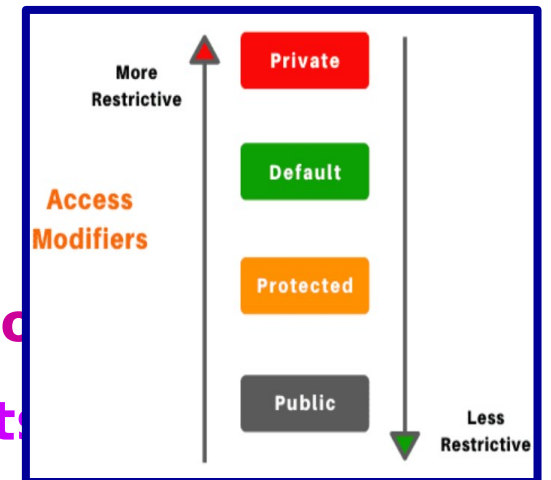 More
Restrictive
Private
Default
Access
Modifiers
Protected
Public
Less
Restrictive